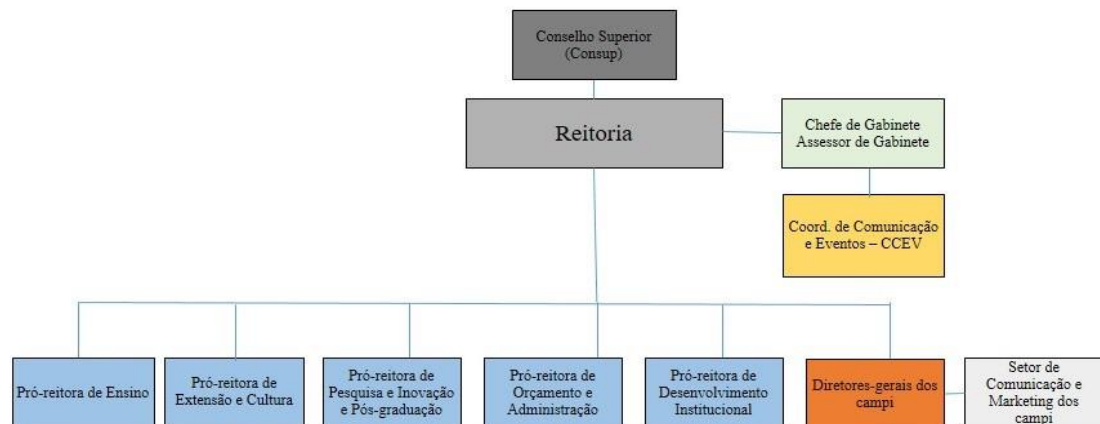 Conselho Superior
(Consup)
Reitoria
Chefe de Gabinete
Assessor de Gabinete
Coord. de Comunicação
e Eventos – CCEV
Pró-reitora de Ensino
Pró-reitora de
Extensão e Cultura
Pró-reitora de
Pesquisa e Inovação
e Pós-graduação
Pró-reitora de
Orçamento e
Administração
Pró-reitora de
Desenvolvimento
Institucional
Diretores-gerais dos
campi
Setor de
Comunicação e
Marketing dos
campi